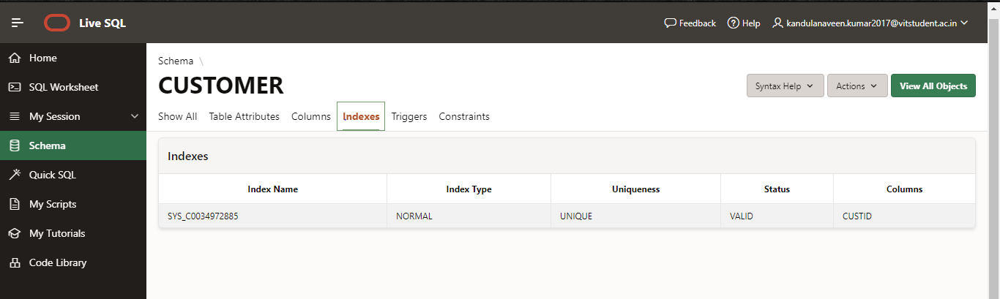 Live SQL
Feedback
Help
kandulanaveen.kumar2017@vitstudent.ac.in
Home
SQL Worksheet
My Session
Schema
Quick SQL
My Scripts
My Tutorials
Code Library
Schema \
CUSTOMER
Syntax Help
Actions
View All Objects
Show All Table Attributes Columns Indexes Triggers Constraints
Indexes
Index Name Index Type Uniqueness Status Columns
SYS_C0034972885 NORMAL UNIQUE VALID CUSTID